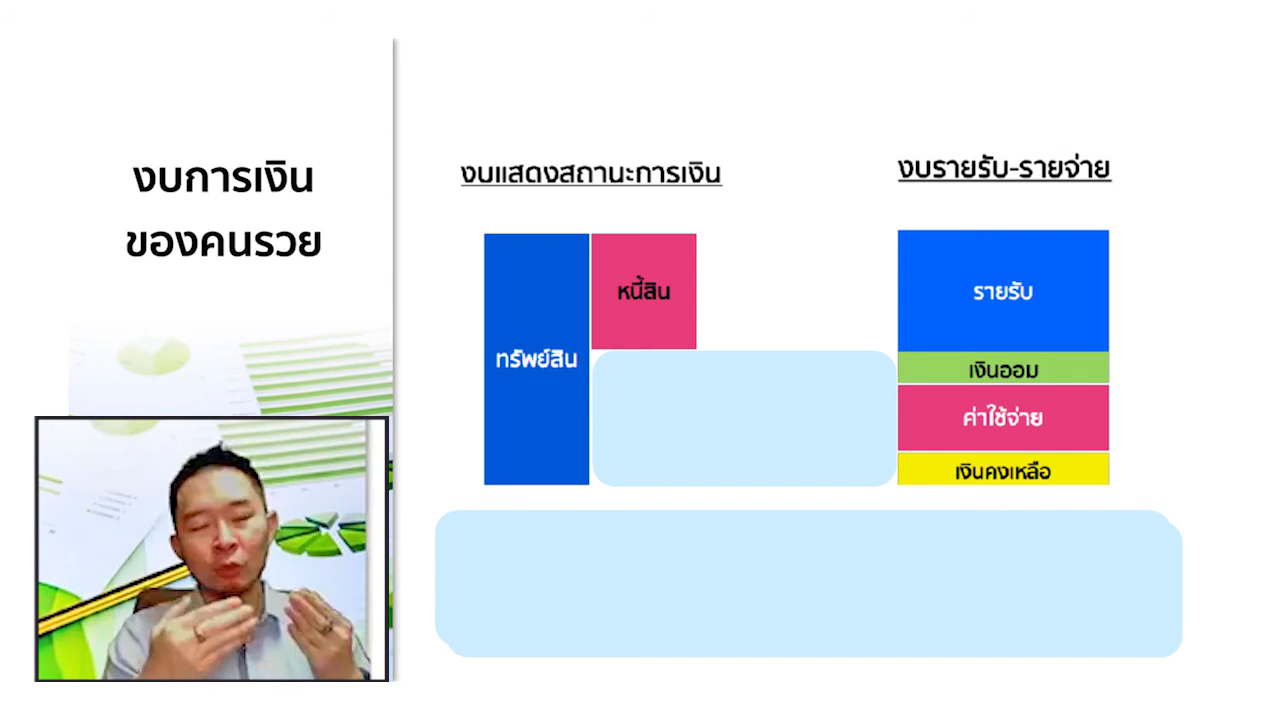 งบการเงิน
ของคนรวย
งบแสดงสถานะการเงิน
งบรายรับ-รายจ่าย
ทรัพย์สิน
หนี้สิน
รายรับ
เงินออม
ค่าใช้จ่าย
เงินคงเหลือ